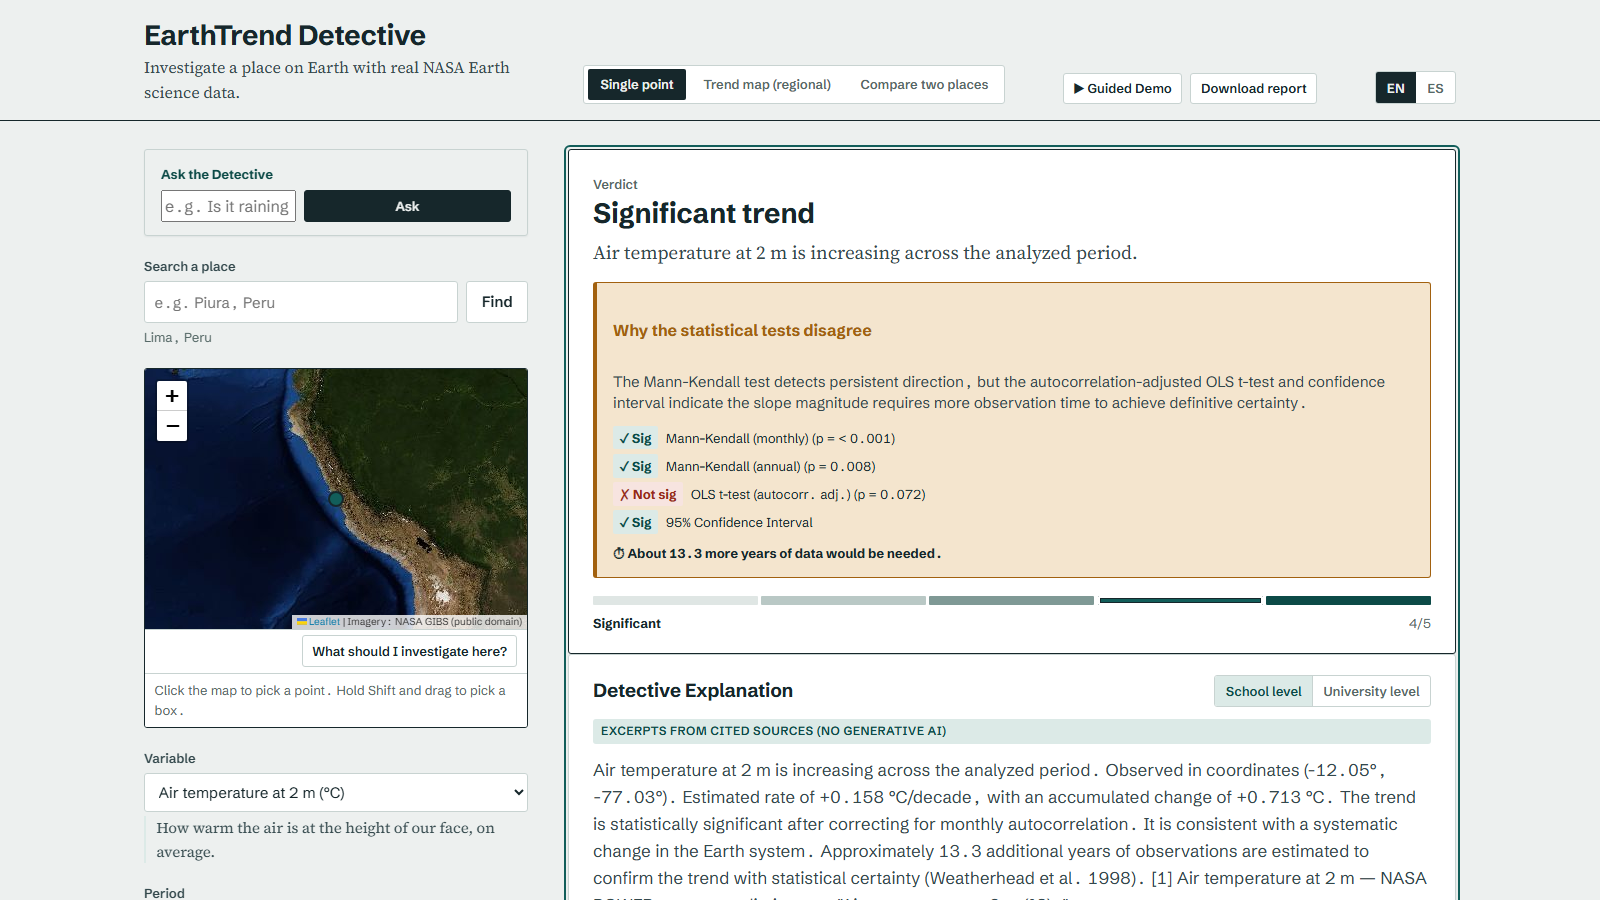 EarthTrend Detective
Investigate a place on Earth with real NASA Earth
science data.
Single point
Trend map (regional)
Compare two places
▶ Guided Demo
Download report
EN
ES
Ask the Detective
e.g. Is it raining
Ask
Search a place
e.g. Piura, Peru
Find
Lima, Peru
+
−
Leaflet | Imagery: NASA GIBS (public domain)
What should I investigate here?
Click the map to pick a point. Hold Shift and drag to pick a
box.
Variable
Air temperature at 2 m (°C)
How warm the air is at the height of our face, on
average.
Period
Verdict
Significant trend
Air temperature at 2 m is increasing across the analyzed period.
Why the statistical tests disagree
The Mann-Kendall test detects persistent direction, but the autocorrelation-adjusted OLS t-test and confidence
interval indicate the slope magnitude requires more observation time to achieve definitive certainty.
✓ Sig Mann-Kendall (monthly) (p = < 0.001)
✓ Sig Mann-Kendall (annual) (p = 0.008)
✗ Not sig OLS t-test (autocorr. adj.) (p = 0.072)
✓ Sig 95% Confidence Interval
⏱ About 13.3 more years of data would be needed.
Significant
4/5
Detective Explanation
School level
University level
EXCERPTS FROM CITED SOURCES (NO GENERATIVE AI)
Air temperature at 2 m is increasing across the analyzed period. Observed in coordinates (-12.05°,
-77.03°). Estimated rate of +0.158 °C/decade, with an accumulated change of +0.713 °C. The trend
is statistically significant after correcting for monthly autocorrelation. It is consistent with a systematic
change in the Earth system. Approximately 13.3 additional years of observations are estimated to
confirm the trend with statistical certainty (Weatherhead et al. 1998). [1] Air temperature at 2 m — NASA